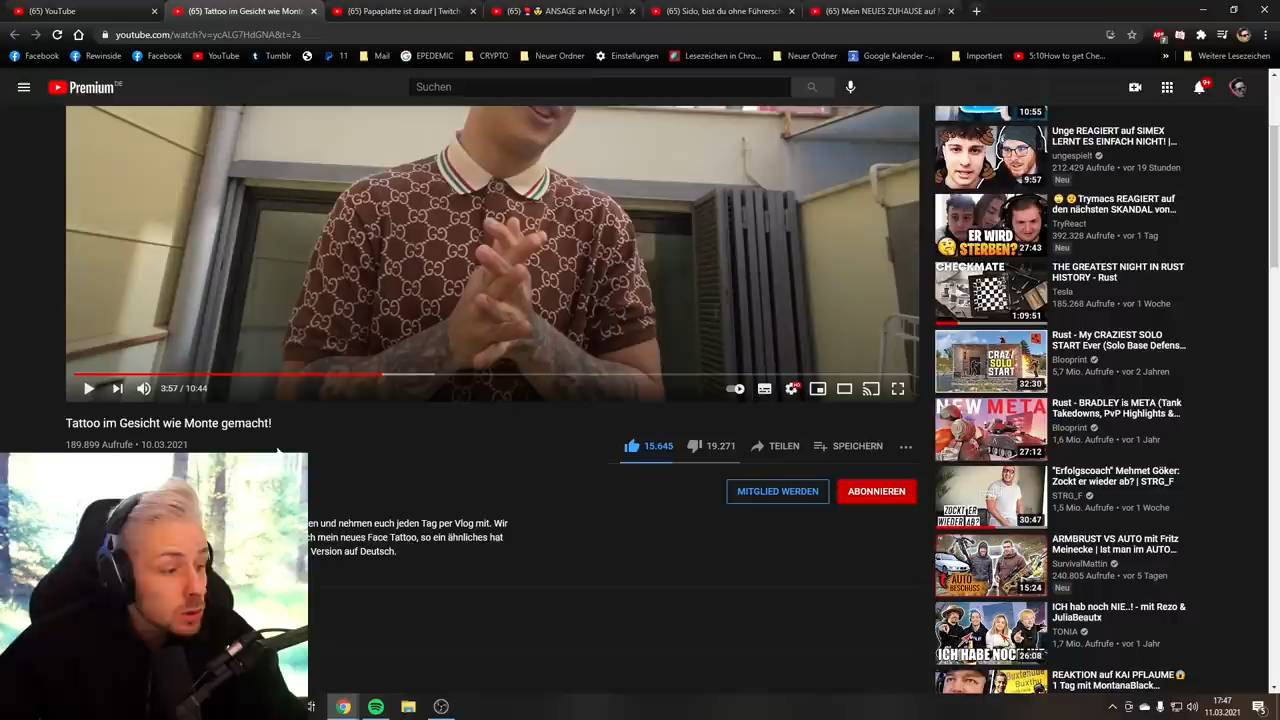 (65) YouTube
(65) Tattoo im Gesicht wie Monte
(65) Papaplatte ist drauf | Twitch
(65) ANSAGE an Mcky! | V
(65) Sido, bist du ohne Führersch
(65) Mein NEUES ZUHAUSE auf
youtube.com/watch?v=ycALG7HdGNA&t=2s
Facebook
Rewinside
Facebook
YouTube
Tumblr
11
Mail
EPEDEMIC
CRYPTO
Neuer Ordner
Einstellungen
Lesezeichen in Chro...
Neuer Ordner
Google Kalender -...
Importiert
5:10How to get Che...
»
Weitere Lesezeichen
Premium DE
Suchen
9+
10:55
Unge REAGIERT auf SIMEX
LERNT ES EINFACH NICHT! |...
ungespielt
212.429 Aufrufe • vor 19 Stunden
Neu
9:57
Trymacs REAGIERT auf
den nächsten SKANDAL von...
TryReact
392.328 Aufrufe • vor 1 Tag
Neu
ER WIRD
STERBEN?
27:43
THE GREATEST NIGHT IN RUST
HISTORY - Rust
Tesla
185.268 Aufrufe • vor 1 Woche
CHECKMATE
1:09:51
Rust - My CRAZIEST SOLO
START Ever (Solo Base Defens...
Blooprint
5,7 Mio. Aufrufe • vor 2 Jahren
CRAZY
SOLO
START
32:30
3:57 / 10:44
HD
Rust - BRADLEY is META (Tank
Takedowns, PvP Highlights &...
Blooprint
1,6 Mio. Aufrufe • vor 1 Jahr
NEW META
27:12
Tattoo im Gesicht wie Monte gemacht!
189.899 Aufrufe • 10.03.2021
15.645
19.271
TEILEN
SPEICHERN
MITGLIED WERDEN
ABONNIEREN
"Erfolgscoach" Mehmet Göker:
Zockt er wieder ab? | STRG_F
STRG_F
1,5 Mio. Aufrufe • vor 1 Woche
ZOCKT ER
WIEDER AB?
30:47
en und nehmen euch jeden Tag per Vlog mit. Wir
ch mein neues Face Tattoo, so ein ähnliches hat
Version auf Deutsch.
ARMBRUST VS AUTO mit Fritz
Meinecke | Ist man im AUTO...
SurvivalMattin
240.805 Aufrufe • vor 5 Tagen
Neu
AUTO
BESCHUSS
15:24
ICH hab noch NIE..! - mit Rezo &
JuliaBeautx
TONIA
1,7 Mio. Aufrufe • vor 1 Jahr
ICH HABE NOC
26:08
REAKTION auf KAI PFLAUME
1 Tag mit MontanaBlack...
17:47
11.03.2021